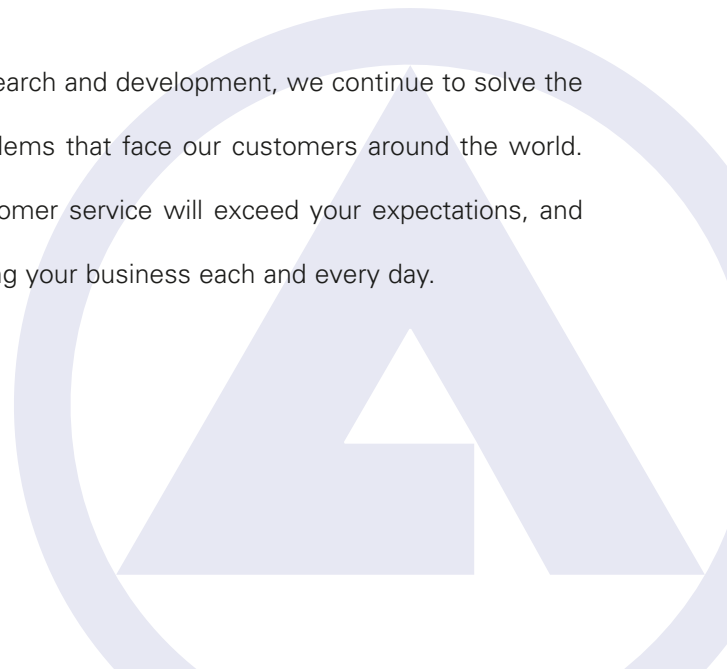 earch and development, we continue to solve the
lems that face our customers around the world.
omer service will exceed your expectations, and
ng your business each and every day.